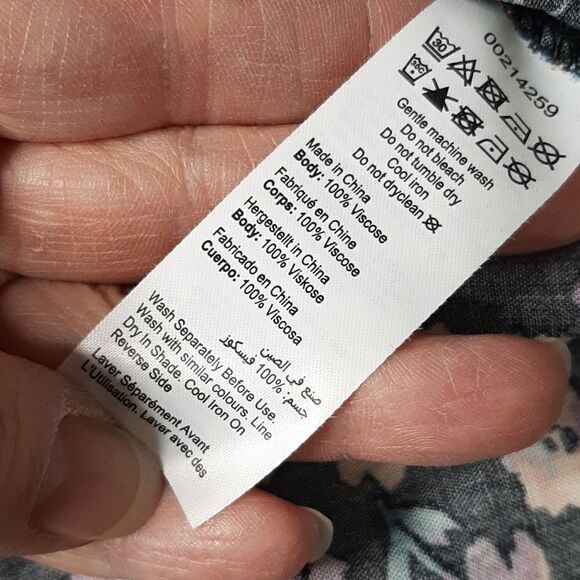 00214259
30
Gentle machine wash
Do not bleach
Do not tumble dry
Cool iron
Do not dryclean
Made in China
Body: 100% Viscose
Fabriqué en Chine
Corps: 100% Viscose
Hergestellt in China
Body: 100% Viskose
Fabricado en China
Cuerpo: 100% Viscosa
صنع في الصين
جسم: 100% فسكوز
Wash Separately Before Use.
Wash with similar colours. Line
Dry In Shade. Cool Iron On
Reverse Side
Laver Séparément Avant
L'Utilisation. Laver avec des